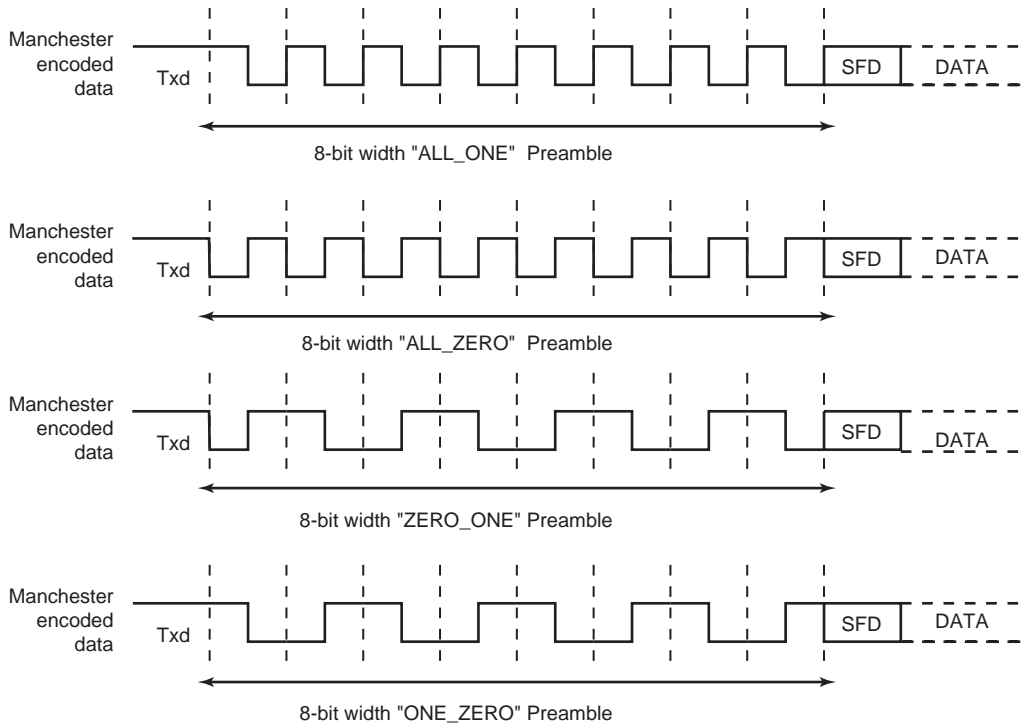 Manchester
encoded
data
Txd
SFD
DATA
8-bit width "ALL_ONE" Preamble
Manchester
encoded
data
Txd
SFD
DATA
8-bit width "ALL_ZERO" Preamble
Manchester
encoded
data
Txd
SFD
DATA
8-bit width "ZERO_ONE" Preamble
Manchester
encoded
data
Txd
SFD
DATA
8-bit width "ONE_ZERO" Preamble